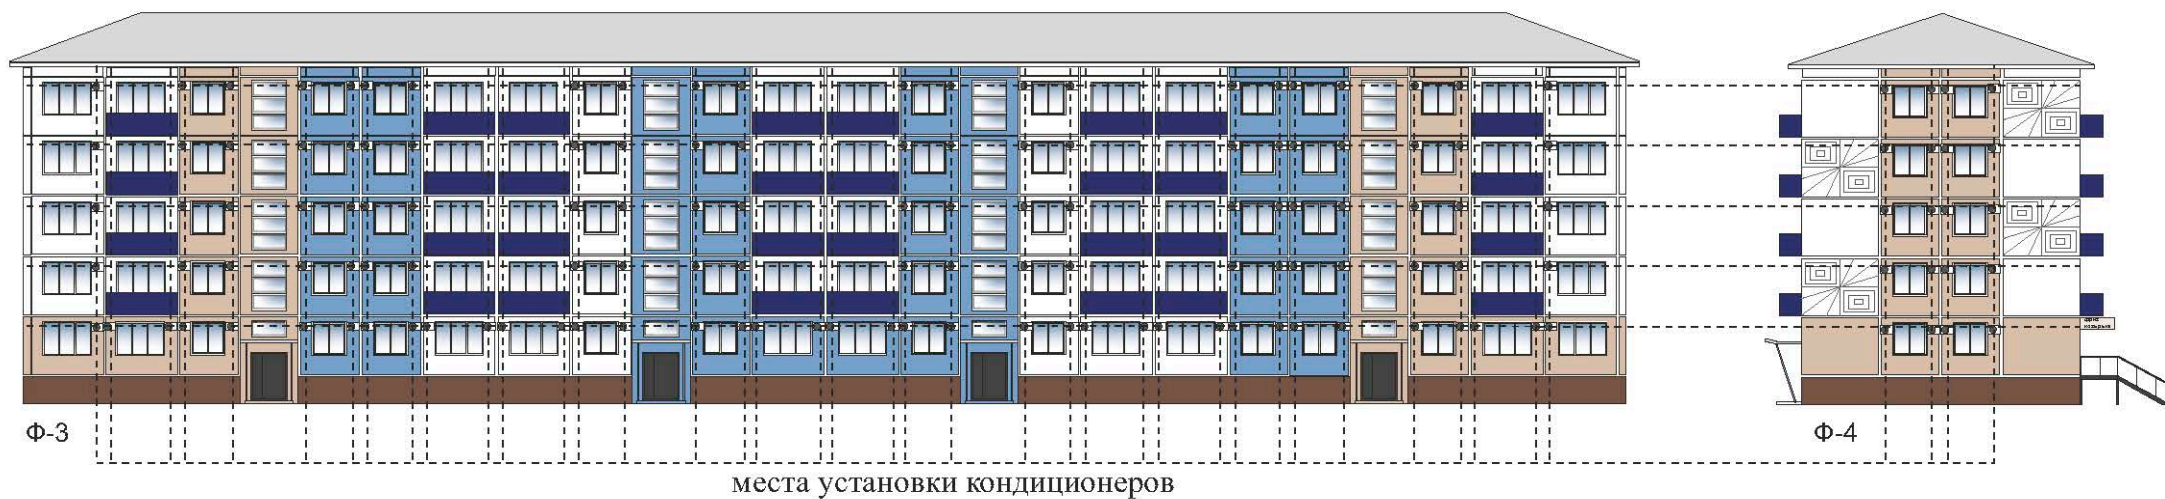 Ф-3
Ф-4
места установки кондиционеров